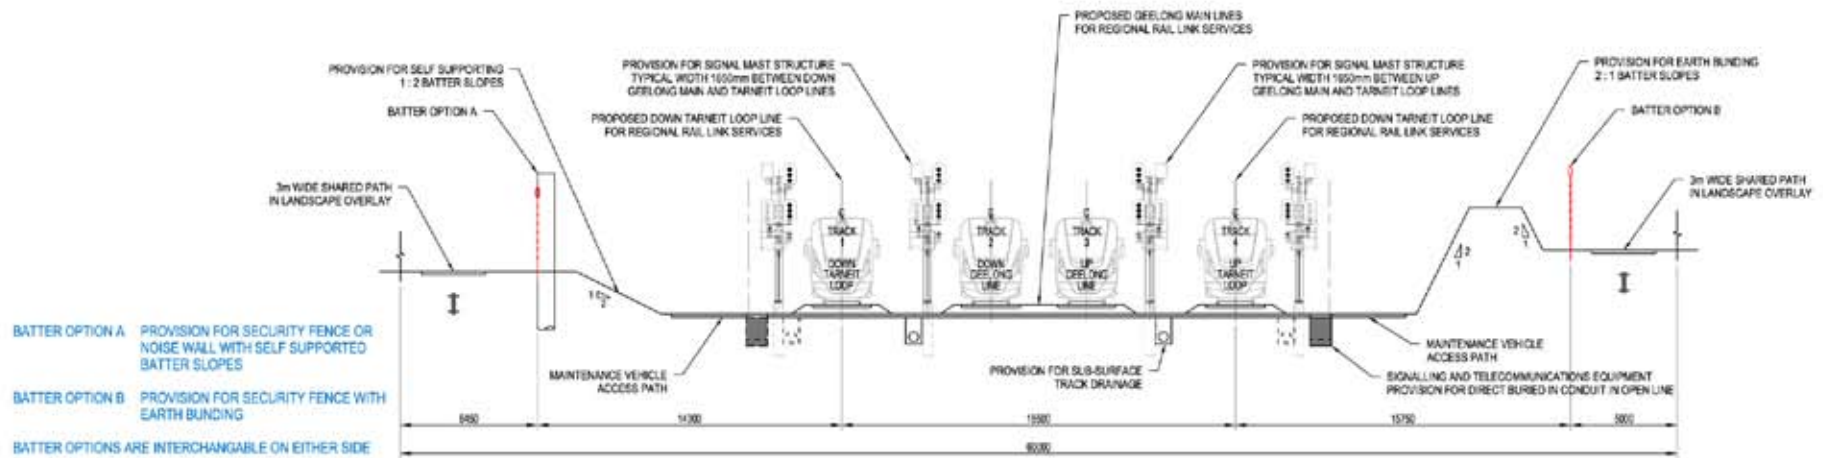 PROPOSED GEELONG MAIN LINES
FOR REGIONAL RAIL LINK SERVICES
PROVISION FOR SELF SUPPORTING
1 : 2 BATTER SLOPES
PROVISION FOR SIGNAL MAST STRUCTURE
TYPICAL WIDTH 1650mm BETWEEN DOWN
GEELONG MAIN AND TARNEIT LOOP LINES
PROVISION FOR SIGNAL MAST STRUCTURE
TYPICAL WIDTH 1650mm BETWEEN UP
GEELONG MAIN AND TARNEIT LOOP LINES
PROVISION FOR EARTH BUNDING
2 : 1 BATTER SLOPES
BATTER OPTION A
PROPOSED DOWN TARNEIT LOOP LINE
FOR REGIONAL RAIL LINK SERVICES
PROPOSED DOWN TARNEIT LOOP LINE
FOR REGIONAL RAIL LINK SERVICES
BATTER OPTION B
3m WIDE SHARED PATH
IN LANDSCAPE OVERLAY
3m WIDE SHARED PATH
IN LANDSCAPE OVERLAY
TRACK
1
DOWN
TARNEIT
LOOP
TRACK
2
DOWN
GEELONG
LINE
TRACK
3
UP
GEELONG
LINE
TRACK
4
UP
TARNEIT
LOOP
1
2
2
1
2
1
BATTER OPTION A PROVISION FOR SECURITY FENCE OR
NOISE WALL WITH SELF SUPPORTED
BATTER SLOPES
BATTER OPTION B PROVISION FOR SECURITY FENCE WITH
EARTH BUNDING
BATTER OPTIONS ARE INTERCHANGABLE ON EITHER SIDE
MAINTENANCE VEHICLE
ACCESS PATH
PROVISION FOR SUB-SURFACE
TRACK DRAINAGE
MAINTENANCE VEHICLE
ACCESS PATH
SIGNALLING AND TELECOMMUNICATIONS EQUIPMENT
PROVISION FOR DIRECT BURIED IN CONDUIT IN OPEN LINE
14300
15750
5000